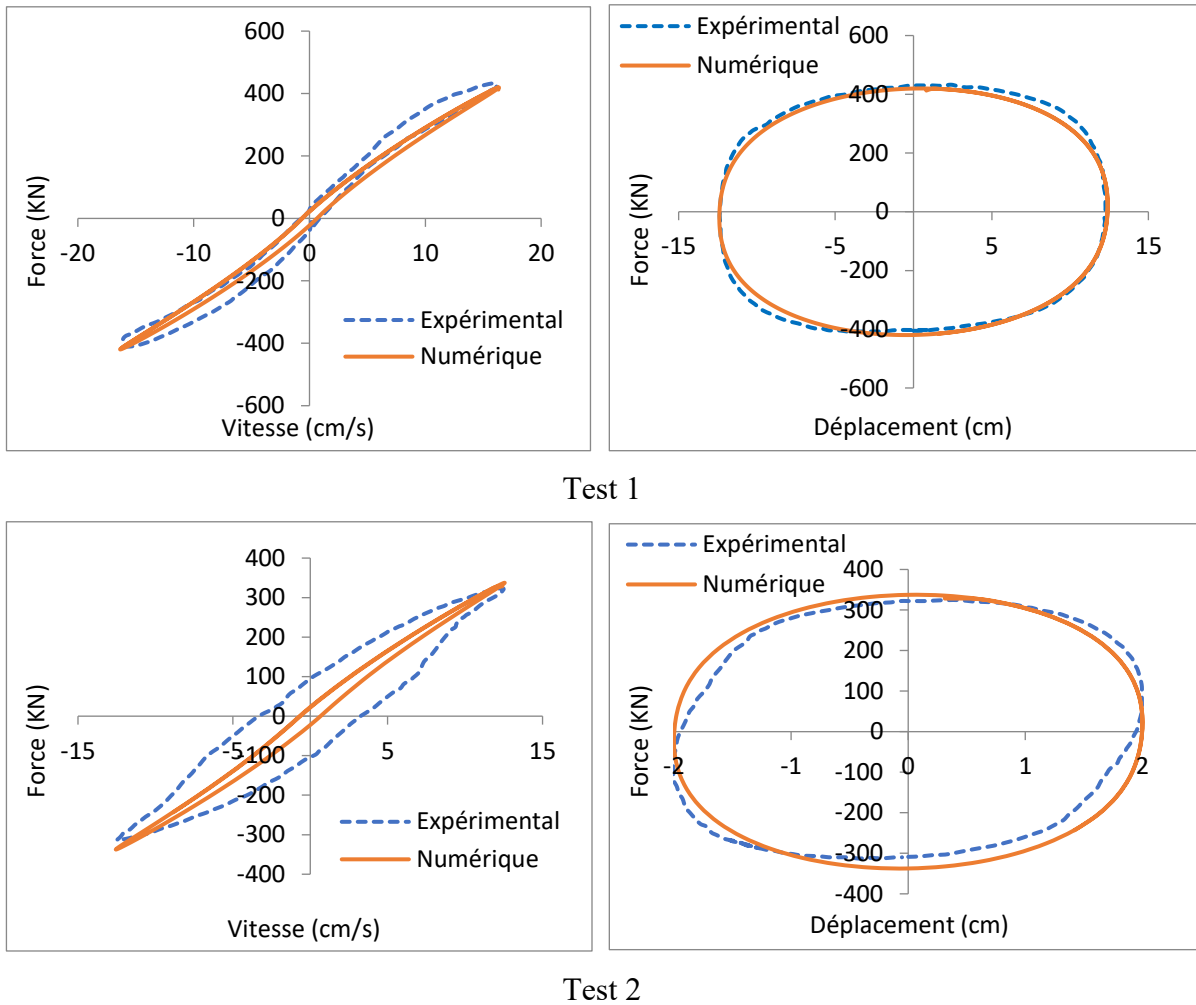 600
400
200
0
-200
-400
-600
-20
-10
0
10
20
Force (KN)
Vitesse (cm/s)
Expérimental
Numérique
Expérimental
Numérique
600
400
200
0
-200
-400
-600
-15
-5
5
15
Force (KN)
Déplacement (cm)
Test 1
400
300
200
100
0
-100
-200
-300
-400
-15
-5
5
15
Force (KN)
Vitesse (cm/s)
Expérimental
Numérique
Expérimental
Numérique
400
300
200
100
0
-100
-200
-300
-400
-2
-1
0
1
2
Force (KN)
Déplacement (cm)
Test 2